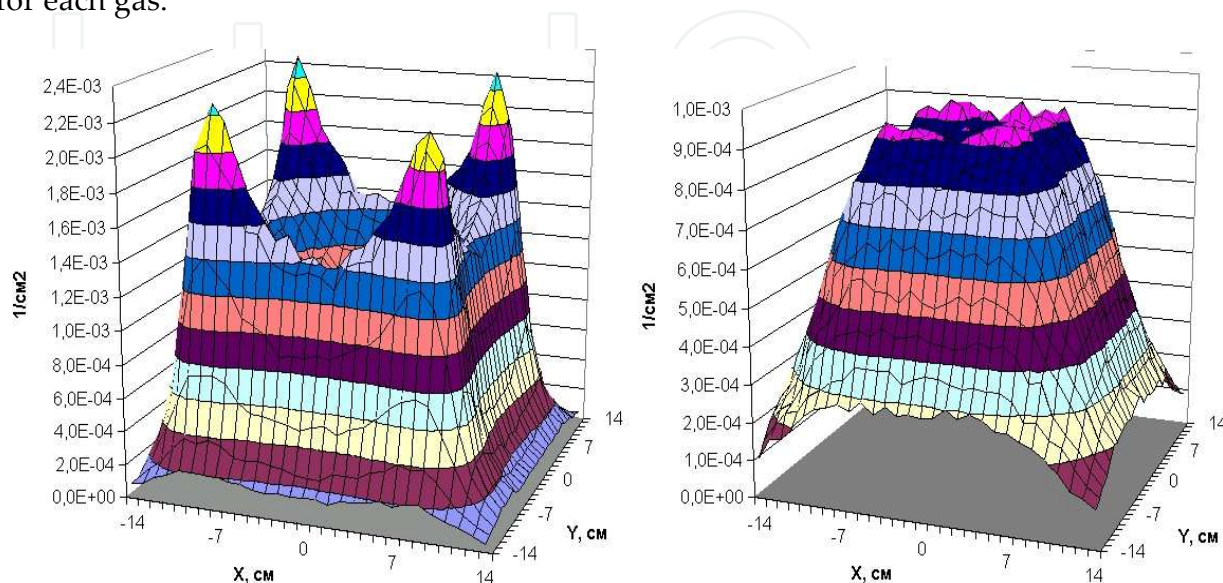 for each gas.
2,4E-03
2,2E-03
2,0E-03
1,8E-03
1,6E-03
1,4E-03
1,2E-03
1,0E-03
8,0E-04
6,0E-04
4,0E-04
2,0E-04
0,0E+00
1/см2
-14
-7
0
7
14
X, см
-14
-7
0
7
14
Y, см
1,0E-03
9,0E-04
8,0E-04
7,0E-04
6,0E-04
5,0E-04
4,0E-04
3,0E-04
2,0E-04
1,0E-04
0,0E+00
1/см2
-14
-7
0
7
14
X, см
-14
-7
0
7
14
Y, см